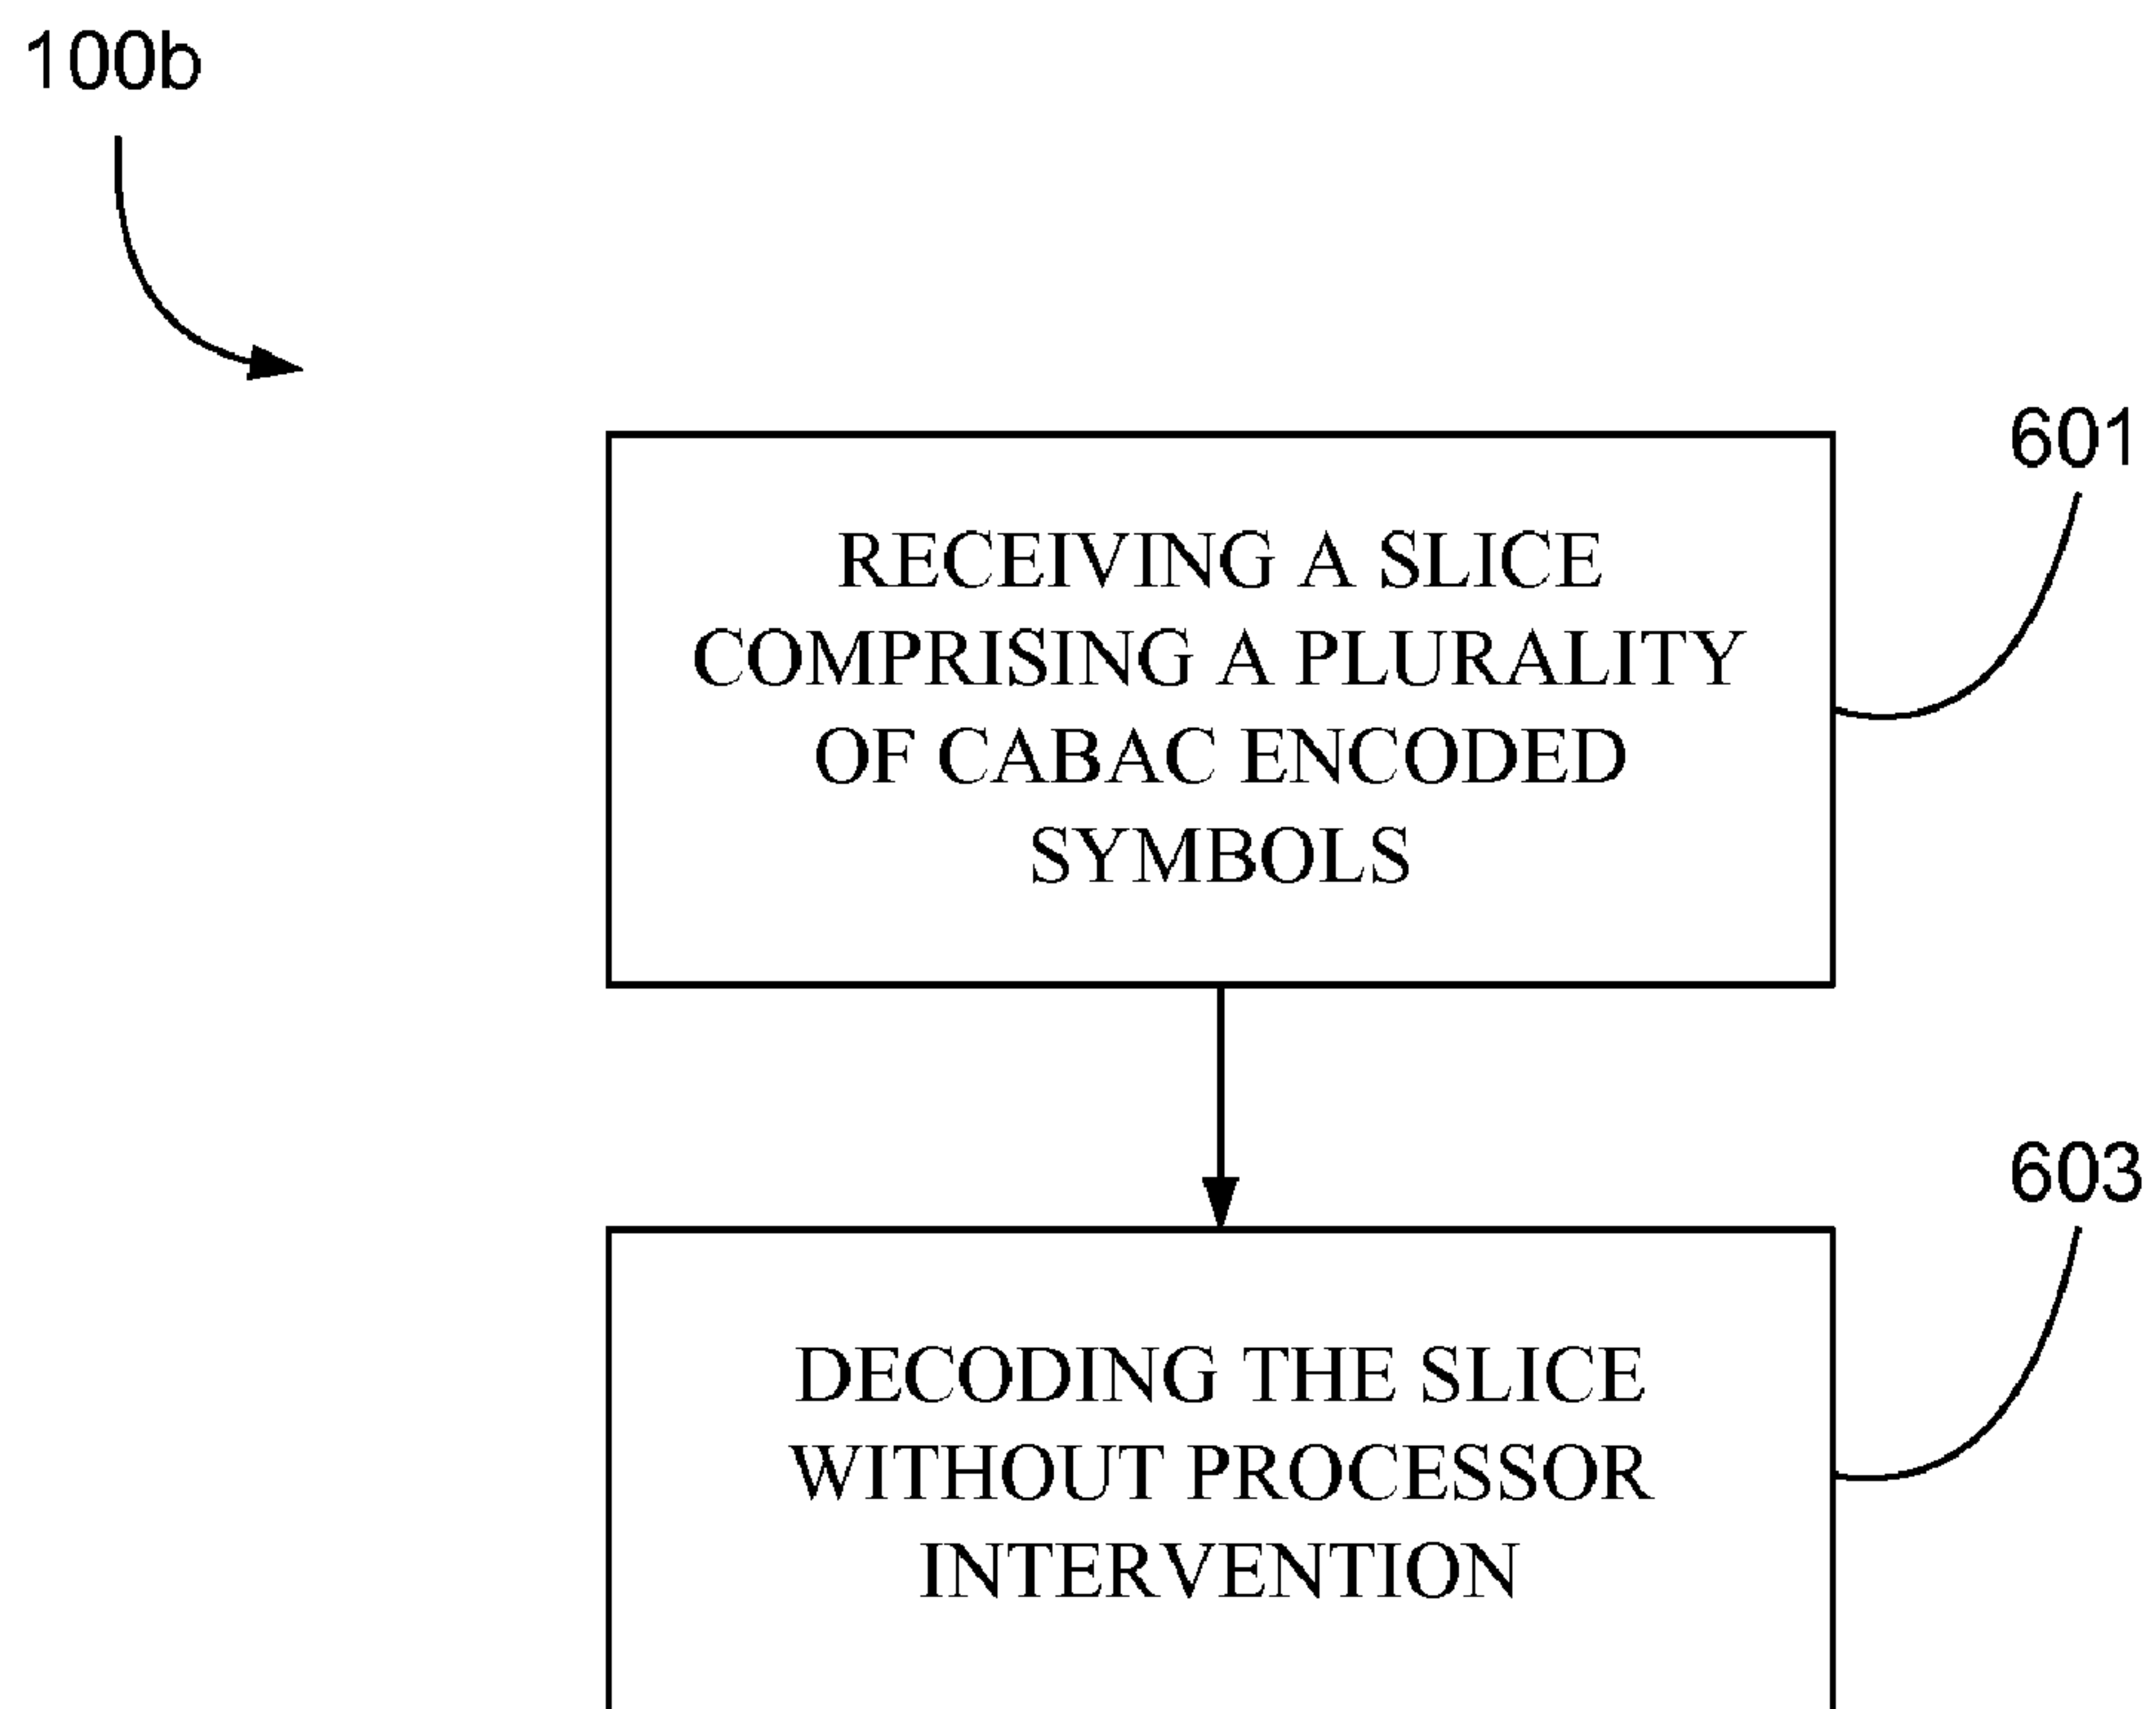 100b
601
RECEIVING A SLICE
COMPRISING A PLURALITY
OF CABAC ENCODED
SYMBOLS
603
DECODING THE SLICE
WITHOUT PROCESSOR
INTERVENTION